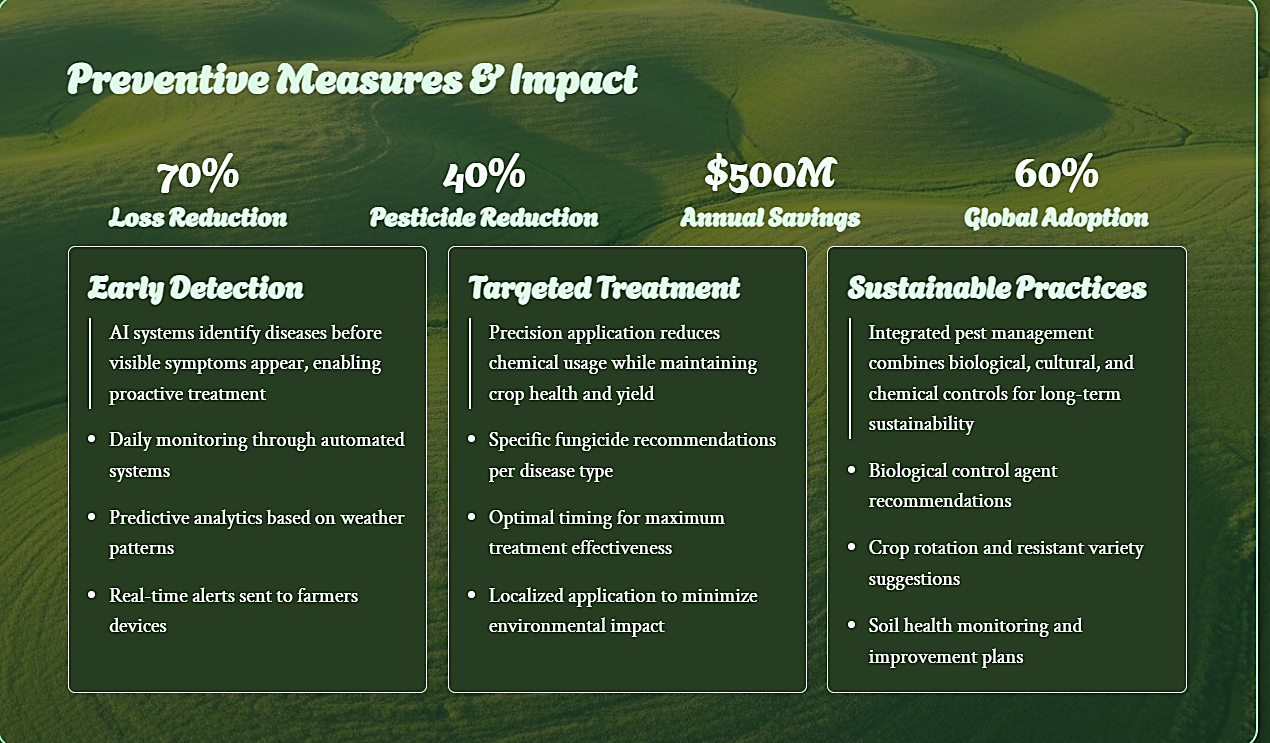 Preventive Measures & Impact
70%
Loss Reduction
40%
Pesticide Reduction
$500M
Annual Savings
60%
Global Adoption
Early Detection
AI systems identify diseases before
visible symptoms appear, enabling
proactive treatment
• Daily monitoring through automated
systems
• Predictive analytics based on weather
patterns
• Real-time alerts sent to farmers
devices
Targeted Treatment
Precision application reduces
chemical usage while maintaining
crop health and yield
• Specific fungicide recommendations
per disease type
• Optimal timing for maximum
treatment effectiveness
• Localized application to minimize
environmental impact
Sustainable Practices
Integrated pest management
combines biological, cultural, and
chemical controls for long-term
sustainability
• Biological control agent
recommendations
• Crop rotation and resistant variety
suggestions
• Soil health monitoring and
improvement plans